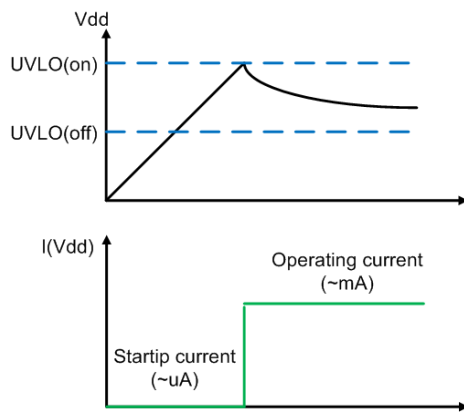 Vdd
UVLO(on)
UVLO(off)
I(Vdd)
Operating current
(~mA)
Startip current
(~uA)